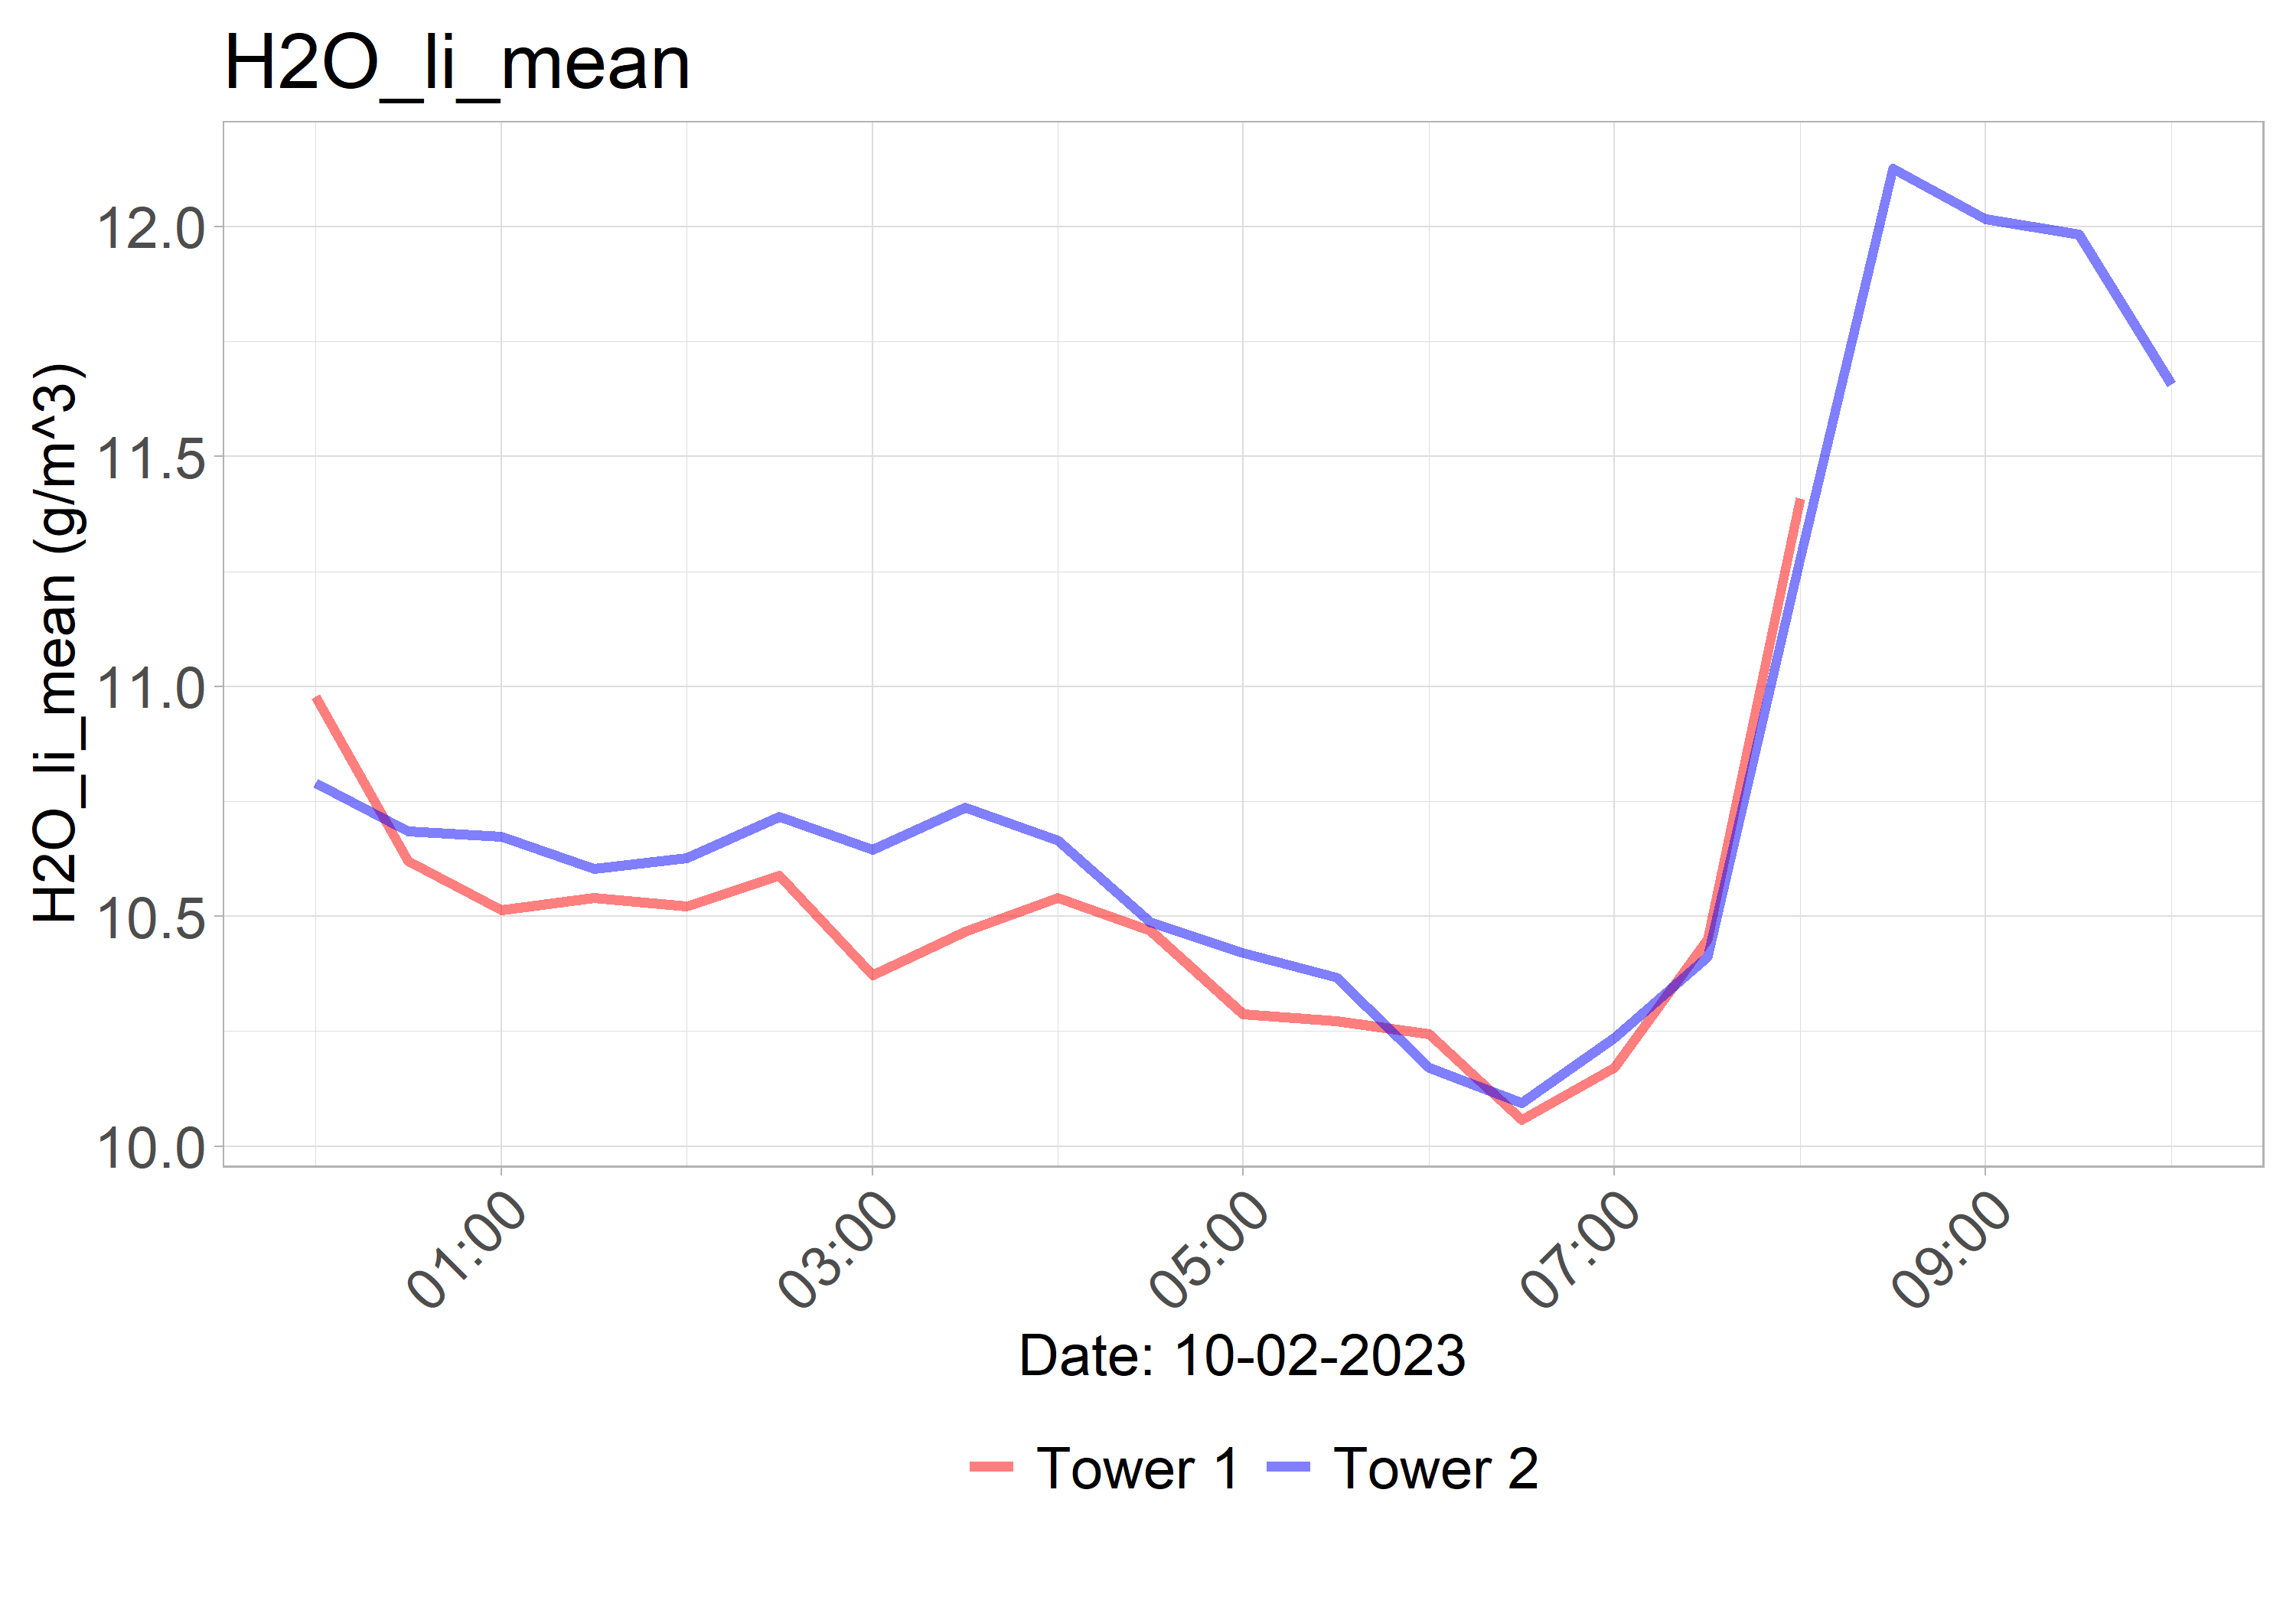 H2O_li_mean
H2O_li_mean (g/m^3)
12.0
11.5
11.0
10.5
10.0
01:00
03:00
05:00
07:00
09:00
Date: 10-02-2023
Tower 1
Tower 2